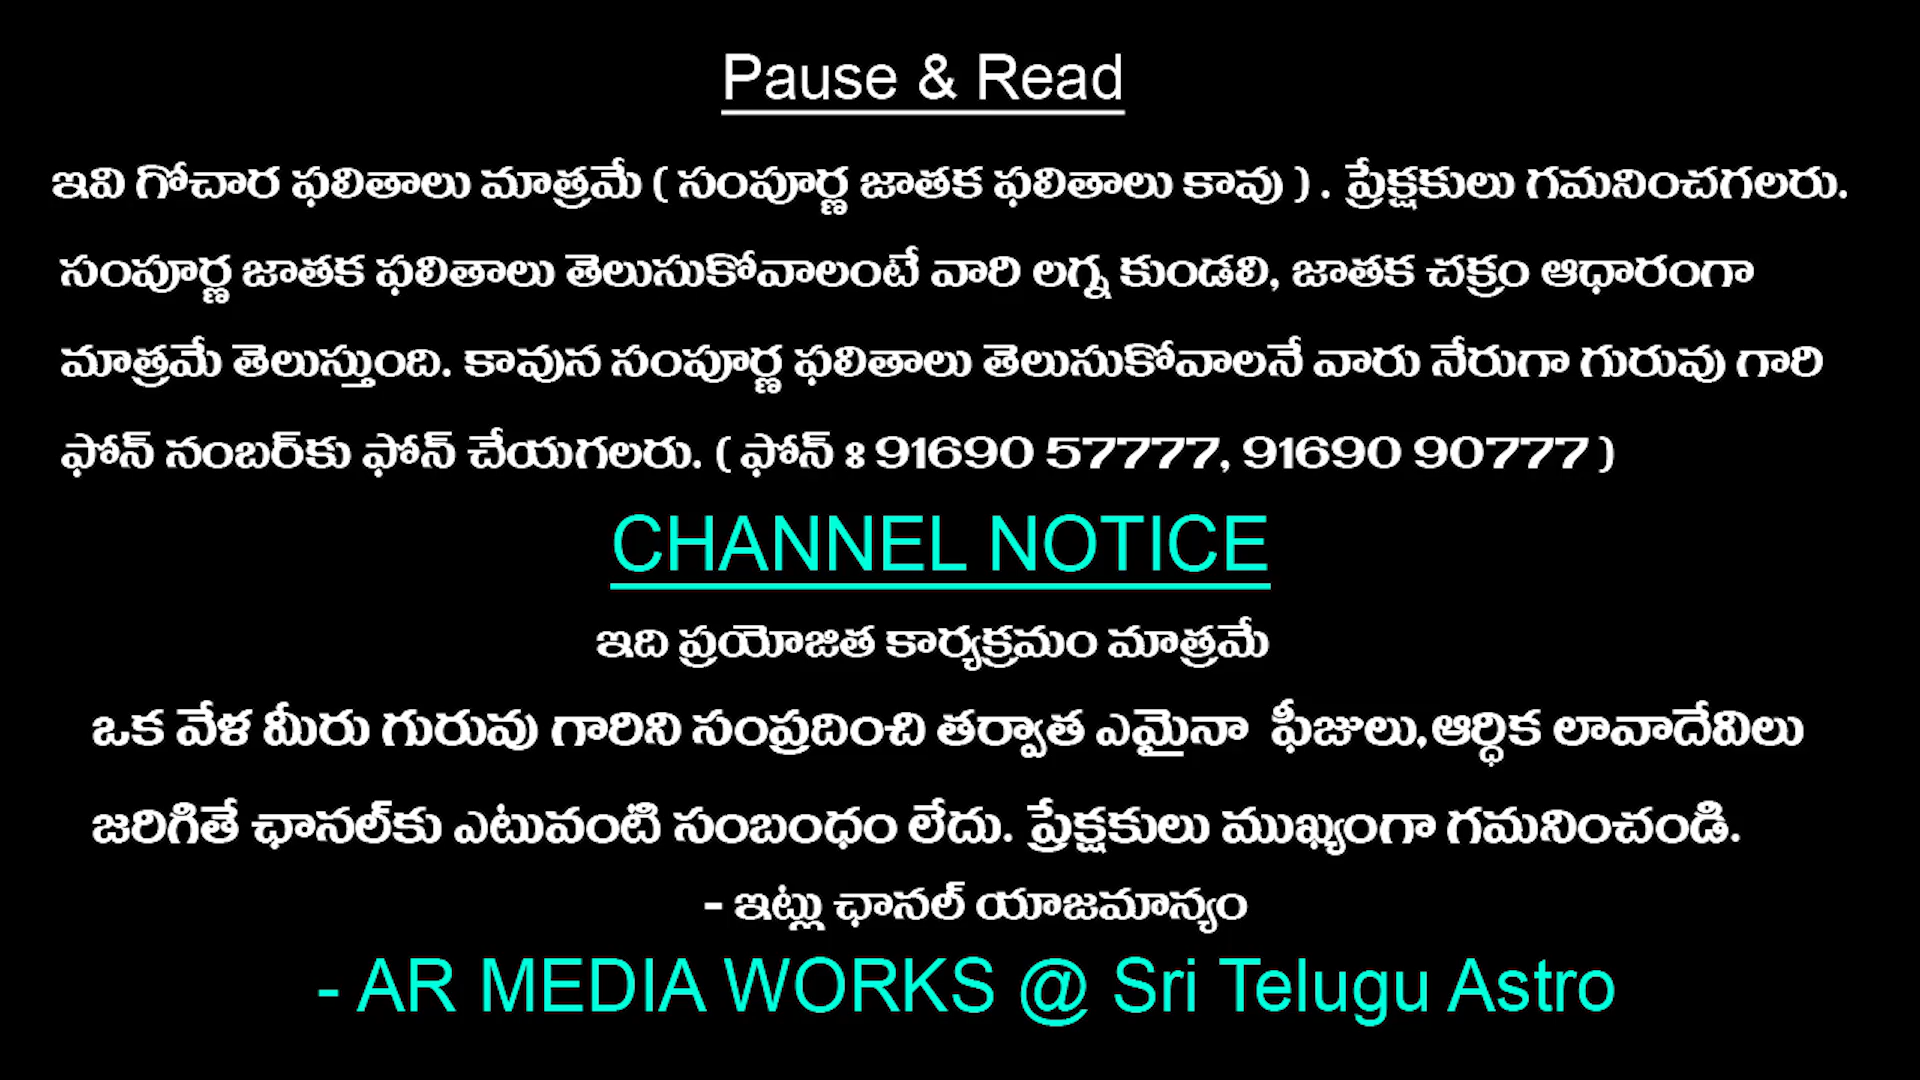 Pause & Read
ఇవి గోచార ఫలితాలు మాత్రమే ( సంపూర్ణ జాతక ఫలితాలు కావు ) . ప్రేక్షకులు గమనించగలరు.
సంపూర్ణ జాతక ఫలితాలు తెలుసుకోవాలంటే వారి లగ్న కుండలి, జాతక చక్రం ఆధారంగా
మాత్రమే తెలుస్తుంది. కావున సంపూర్ణ ఫలితాలు తెలుసుకోవాలనే వారు నేరుగా గురువు గారి
ఫోన్ నంబర్‌కు ఫోన్ చేయగలరు. ( ఫోన్ ః 91690 57777, 91690 90777 )
CHANNEL NOTICE
ఇది ప్రయోజిత కార్యక్రమం మాత్రమే
ఒక వేళ మీరు గురువు గారిని సంప్రదించి తర్వాత ఎమైనా ఫీజులు,ఆర్ధిక లావాదేవిలు
జరిగితే ఛానల్‌కు ఎటువంటి సంబంధం లేదు. ప్రేక్షకులు ముఖ్యంగా గమనించండి.
- ఇట్లు ఛానల్ యాజమాన్యం
- AR MEDIA WORKS @ Sri Telugu Astro